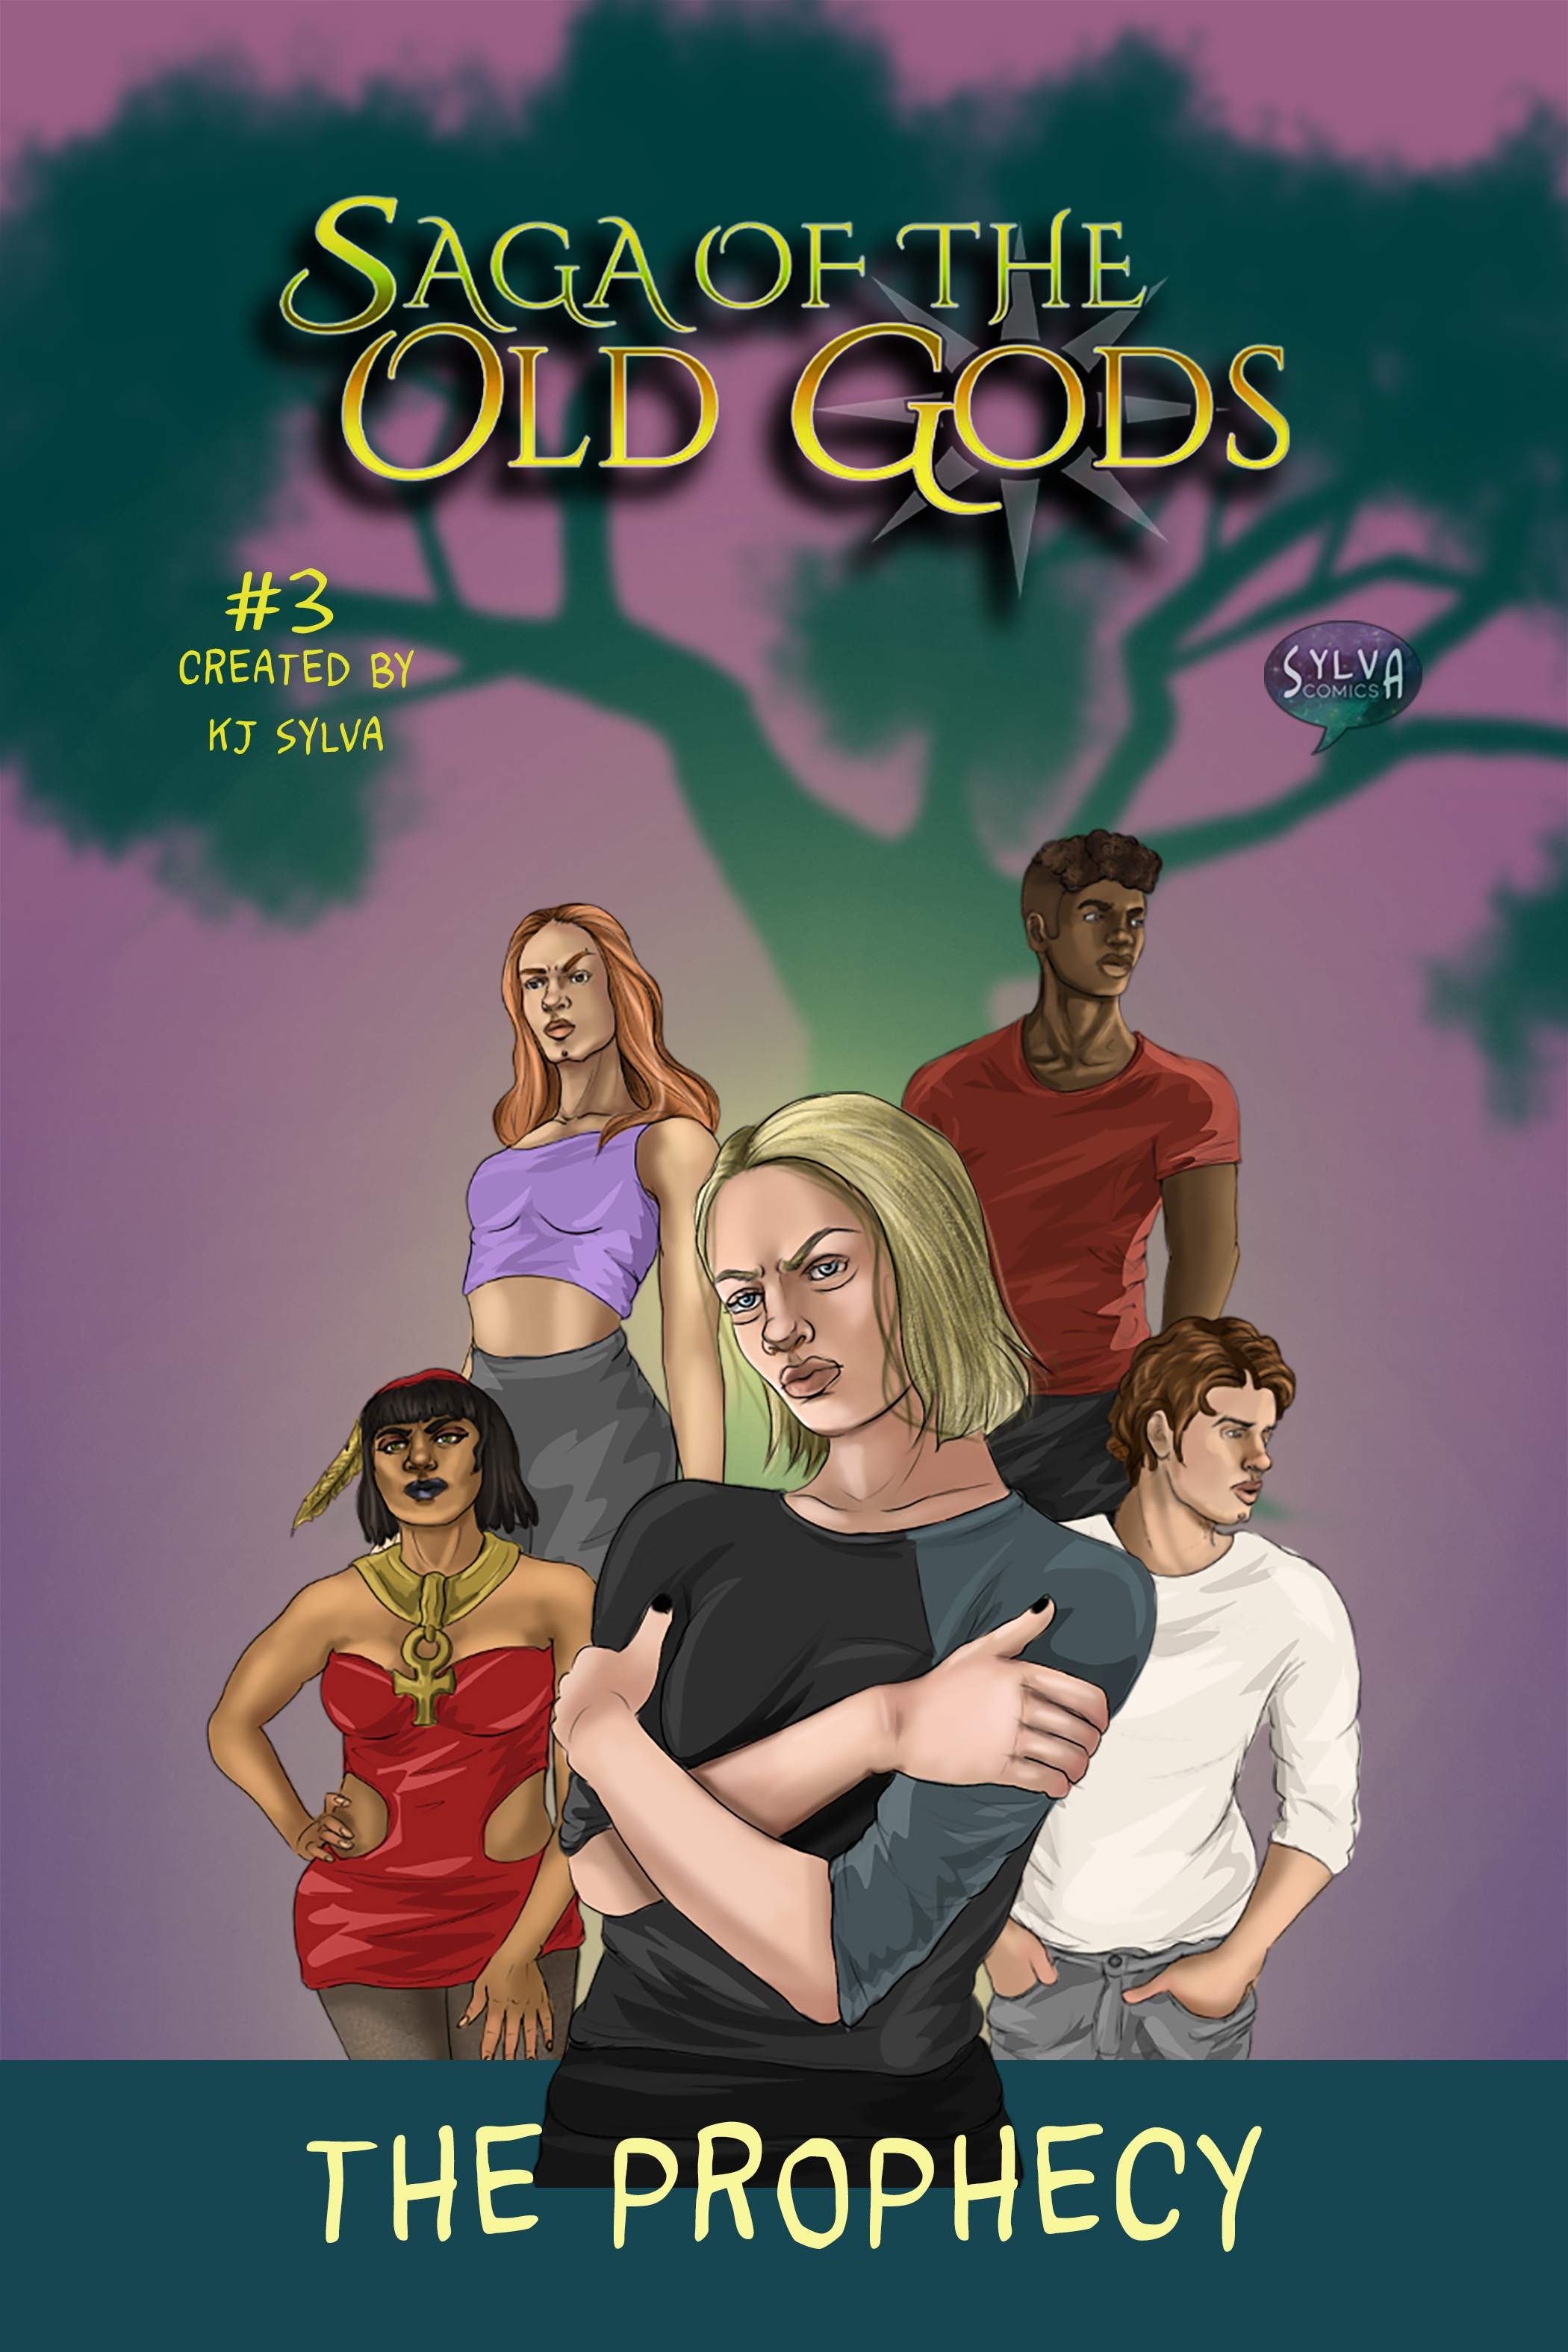 SAGA OF THE
OLD GODS
#3
CREATED BY
KJ SYLVA
SYLVA
COMICS
THE PROPHECY